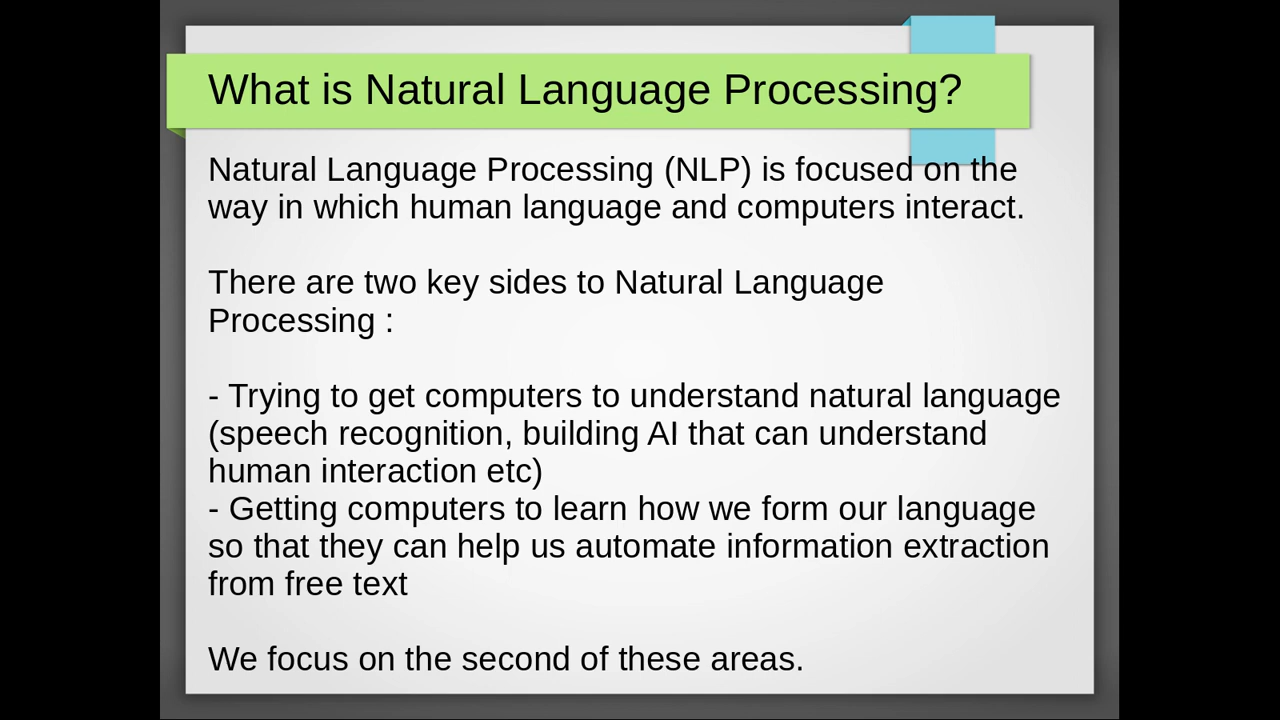 What is Natural Language Processing?
Natural Language Processing (NLP) is focused on the
way in which human language and computers interact.
There are two key sides to Natural Language
Processing :
- Trying to get computers to understand natural language
(speech recognition, building AI that can understand
human interaction etc)
- Getting computers to learn how we form our language
so that they can help us automate information extraction
from free text
We focus on the second of these areas.